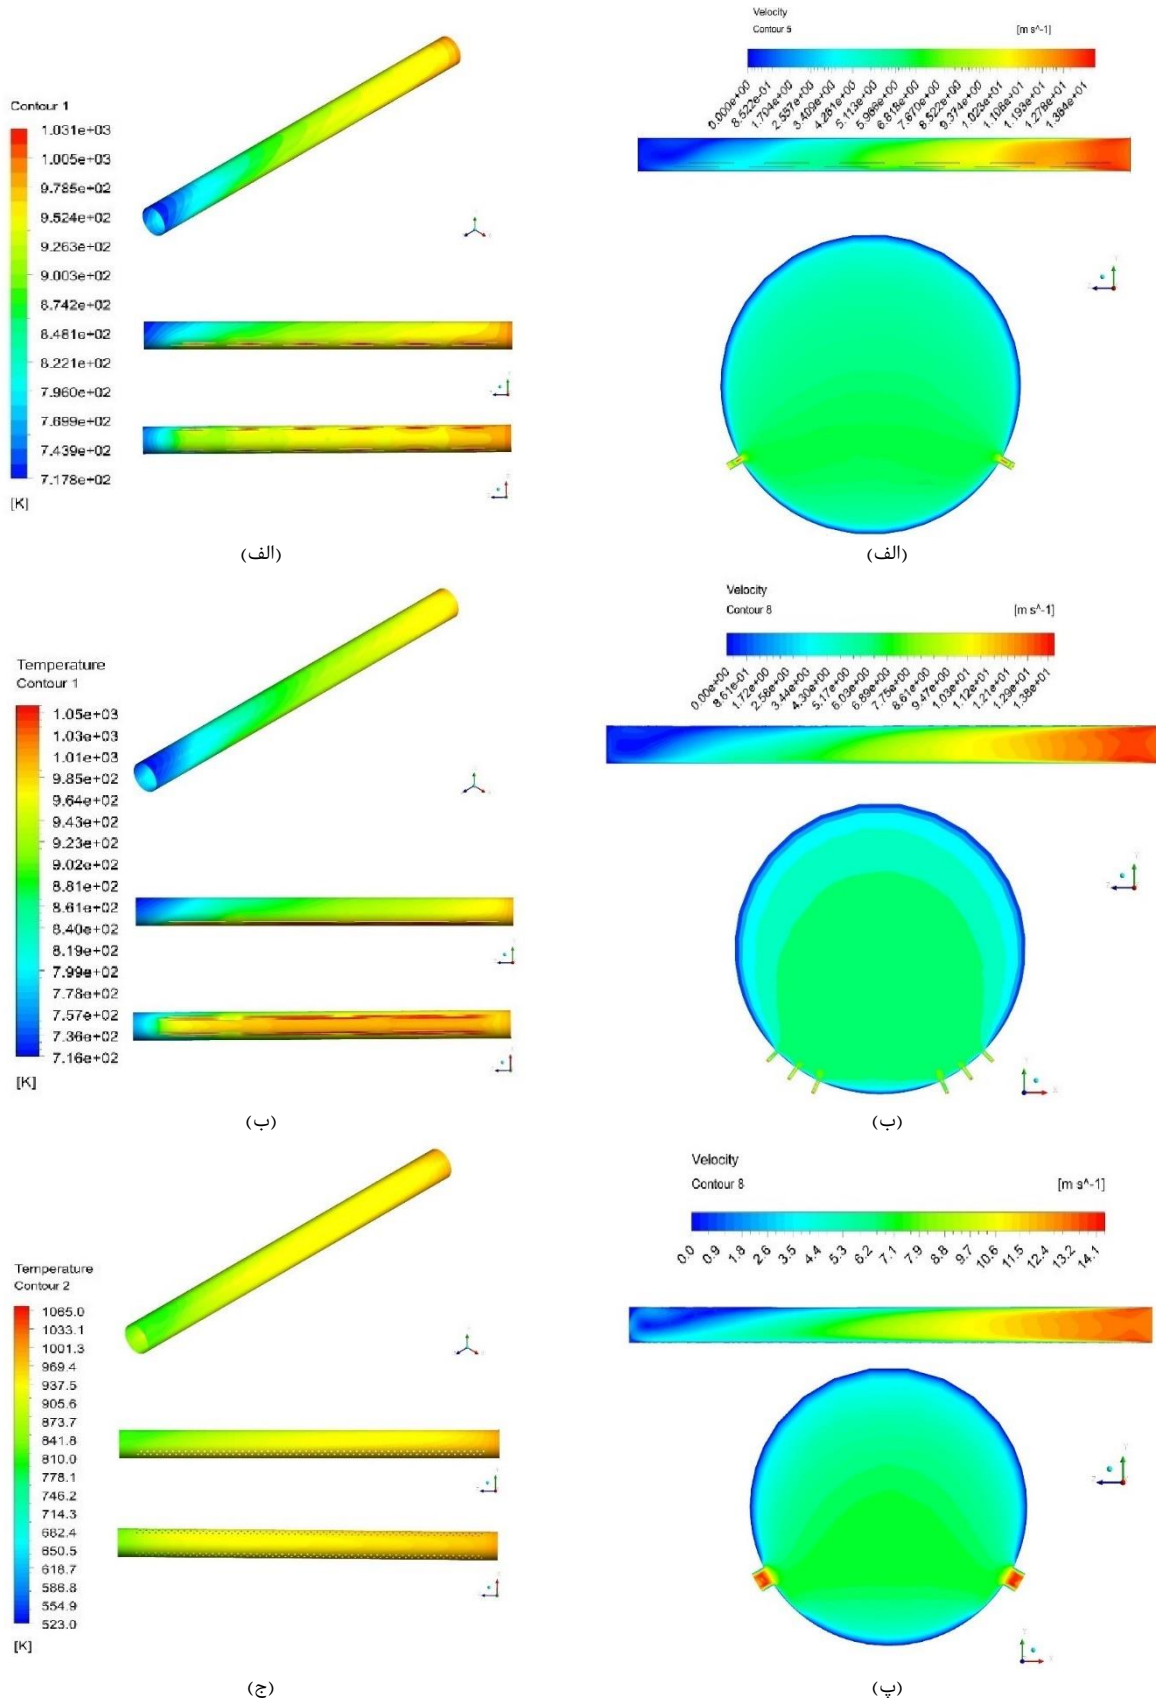 Contour 1
1.031e+03
1.005e+03
9.785e+02
9.524e+02
9.263e+02
9.003e+02
8.742e+02
8.481e+02
8.221e+02
7.960e+02
7.699e+02
7.439e+02
7.178e+02
[K]
(الف)
Velocity
Contour 5
[m s^-1]
0.000e+00
8.522e-01
1.704e+00
2.557e+00
3.409e+00
4.261e+00
5.113e+00
5.966e+00
6.818e+00
7.670e+00
8.522e+00
9.374e+00
1.023e+01
1.108e+01
1.193e+01
1.278e+01
1.364e+01
(الف)
Temperature
Contour 1
1.05e+03
1.03e+03
1.01e+03
9.85e+02
9.64e+02
9.43e+02
9.23e+02
9.02e+02
8.81e+02
8.61e+02
8.40e+02
8.19e+02
7.99e+02
7.78e+02
7.57e+02
7.36e+02
7.16e+02
[K]
(ب)
Velocity
Contour 8
[m s^-1]
0.00e+00
8.61e-01
1.72e+00
2.58e+00
3.44e+00
4.30e+00
5.17e+00
6.03e+00
6.89e+00
7.75e+00
8.61e+00
9.47e+00
1.03e+01
1.12e+01
1.21e+01
1.29e+01
1.38e+01
(ب)
Temperature
Contour 2
1065.0
1033.1
1001.3
969.4
937.5
905.6
873.7
841.8
810.0
778.1
746.2
714.3
682.4
650.5
618.7
586.8
554.9
523.0
[K]
(ج)
Velocity
Contour 8
[m s^-1]
0.0
0.9
1.8
2.6
3.5
4.4
5.3
6.2
7.1
7.9
8.8
9.7
10.6
11.5
12.4
13.2
14.1
(پ)